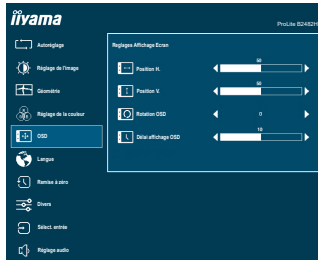 iiyama
ProLite B2482H
Autoréglage
Réglage de l'image
Géométrie
Réglage de la couleur
OSD
Langue
Remise à zéro
Divers
Sélect. entrée
Réglage audio
Réglages Affichage Ecran
Position H.
50
Position V.
50
Rotation OSD
0
Délai affichage OSD
10